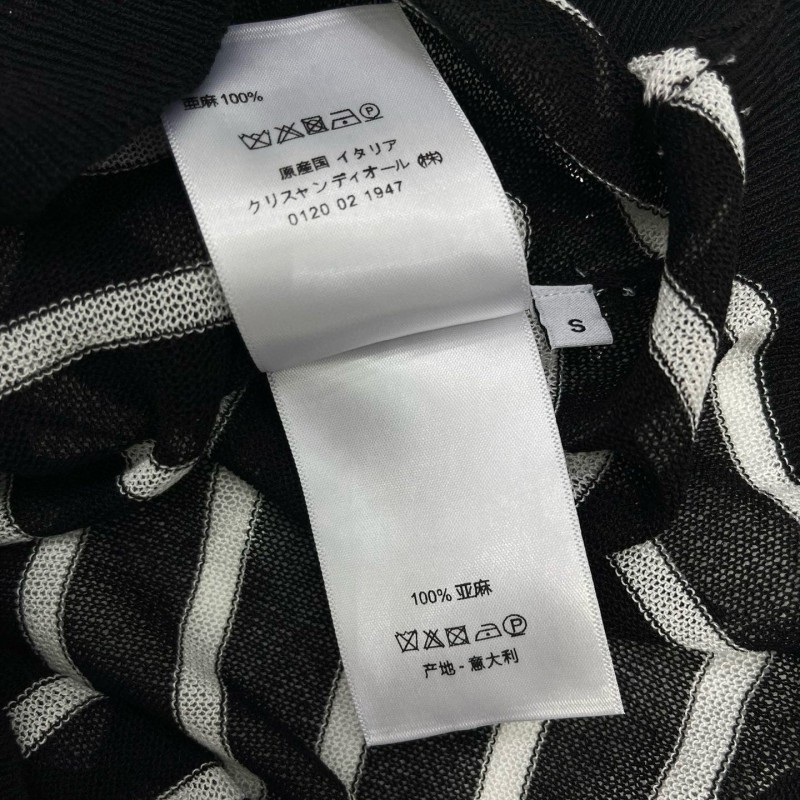 亜麻 100%
P
原産国 イタリア
クリスチャン ディオール (株)
0120 02 1947
S
100% 亚麻
P
产地 - 意大利